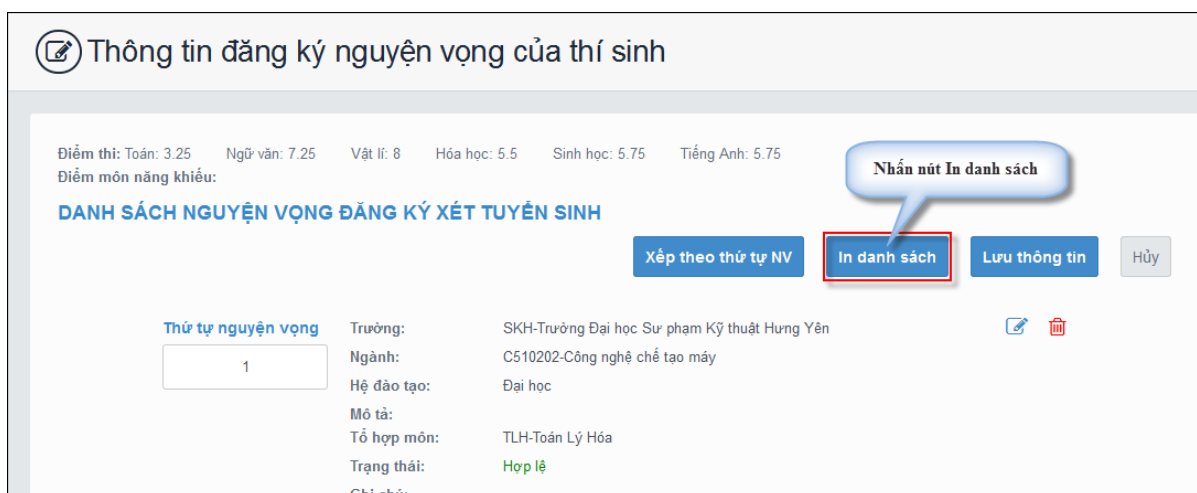 Thông tin đăng ký nguyện vọng của thí sinh
Điểm thi: Toán: 3.25 Ngữ văn: 7.25 Vật lí: 8 Hóa học: 5.5 Sinh học: 5.75 Tiếng Anh: 5.75
Điểm môn năng khiếu:
Nhấn nút In danh sách
DANH SÁCH NGUYỆN VỌNG ĐĂNG KÝ XÉT TUYỂN SINH
Xếp theo thứ tự NV In danh sách Lưu thông tin Hủy
Thứ tự nguyện vọng Trường: SKH-Trường Đại học Sư phạm Kỹ thuật Hưng Yên
1 Ngành: C510202-Công nghệ chế tạo máy
Hệ đào tạo: Đại học
Mô tả:
Tổ hợp môn: TLH-Toán Lý Hóa
Trạng thái: Hợp lệ